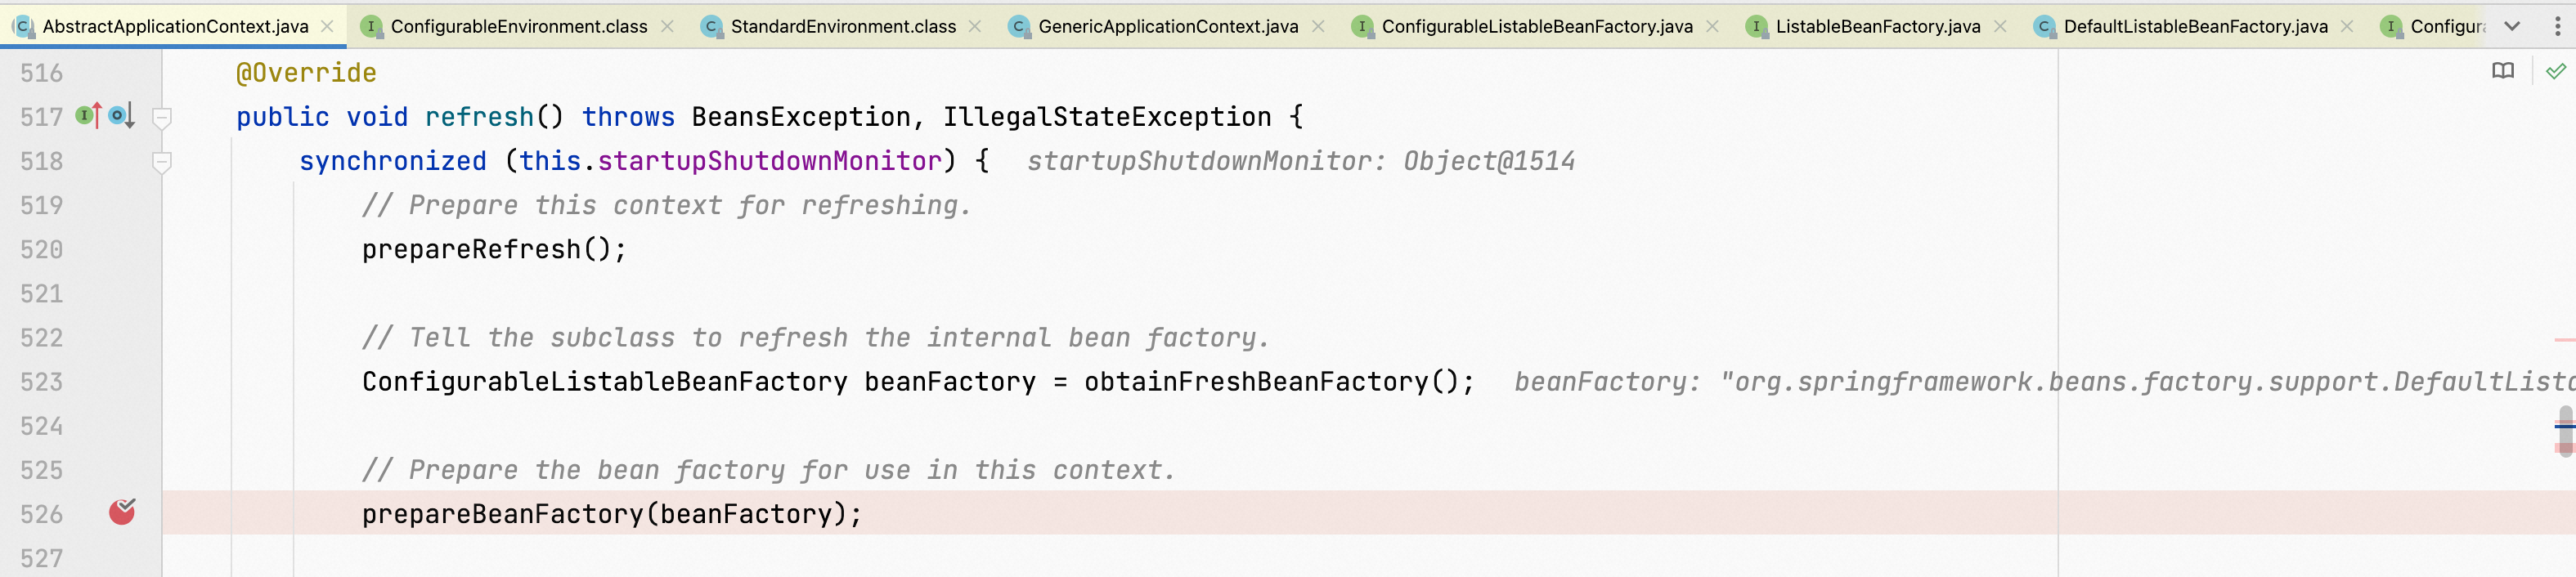 AbstractApplicationContext.java ConfigurableEnvironment.class StandardEnvironment.class GenericApplicationContext.java ConfigurableListableBeanFactory.java ListableBeanFactory.java DefaultListableBeanFactory.java
516 @Override
517 public void refresh() throws BeansException, IllegalStateException {
518 synchronized (this.startupShutdownMonitor) { startupShutdownMonitor: Object@1514
519 // Prepare this context for refreshing.
520 prepareRefresh();
521
522 // Tell the subclass to refresh the internal bean factory.
523 ConfigurableListableBeanFactory beanFactory = obtainFreshBeanFactory(); beanFactory: "org.springframework.beans.factory.support.DefaultList
524
525 // Prepare the bean factory for use in this context.
526 prepareBeanFactory(beanFactory);
527